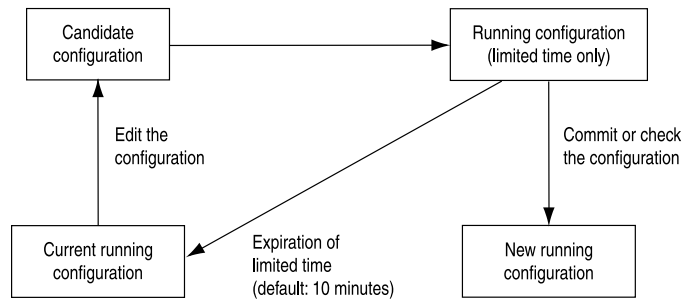 Candidate
configuration
Running configuration
(limited time only)
Edit the
configuration
Commit or check
the configuration
Current running
configuration
Expiration of
limited time
(default: 10 minutes)
New running
configuration